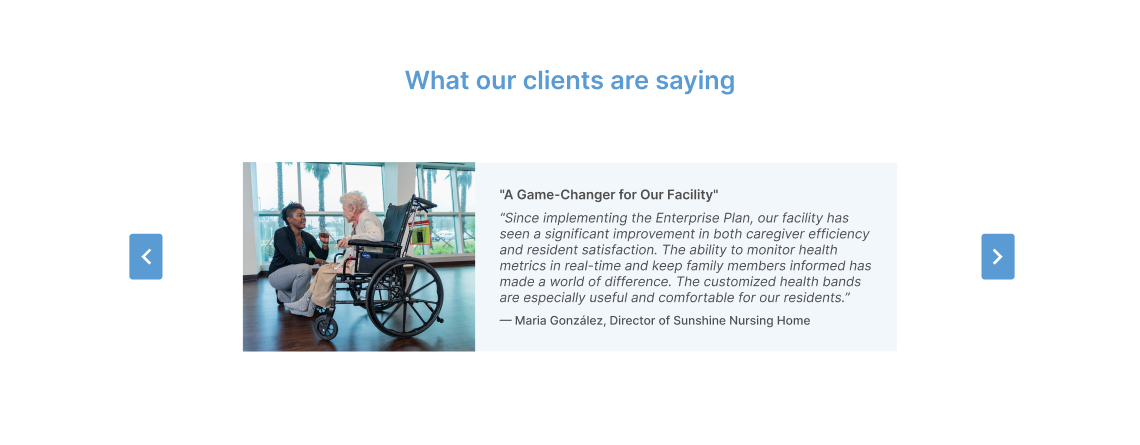 What our clients are saying
"A Game-Changer for Our Facility"
“Since implementing the Enterprise Plan, our facility has
seen a significant improvement in both caregiver efficiency
and resident satisfaction. The ability to monitor health
metrics in real-time and keep family members informed has
made a world of difference. The customized health bands
are especially useful and comfortable for our residents.”
— Maria González, Director of Sunshine Nursing Home